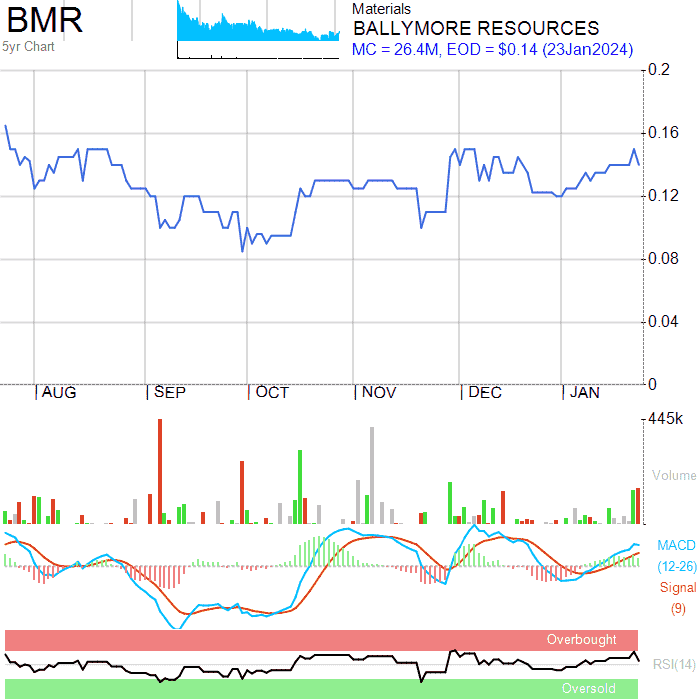 BMR
5yr Chart
Materials
BALLYMORE RESOURCES
MC = 26.4M, EOD = $0.14 (23Jan2024)
0.2
0.16
0.12
0.08
0.04
0
AUG SEP OCT NOV DEC JAN
445k
Volume
MACD
(12-26)
Signal
(9)
Overbought
RSI(14)
Oversold